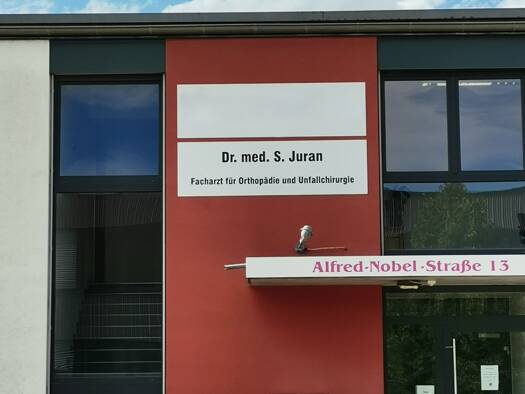 Dr. med. S. Juran
Facharzt für Orthopädie und Unfallchirurgie
Alfred-Nobel-Straße 13